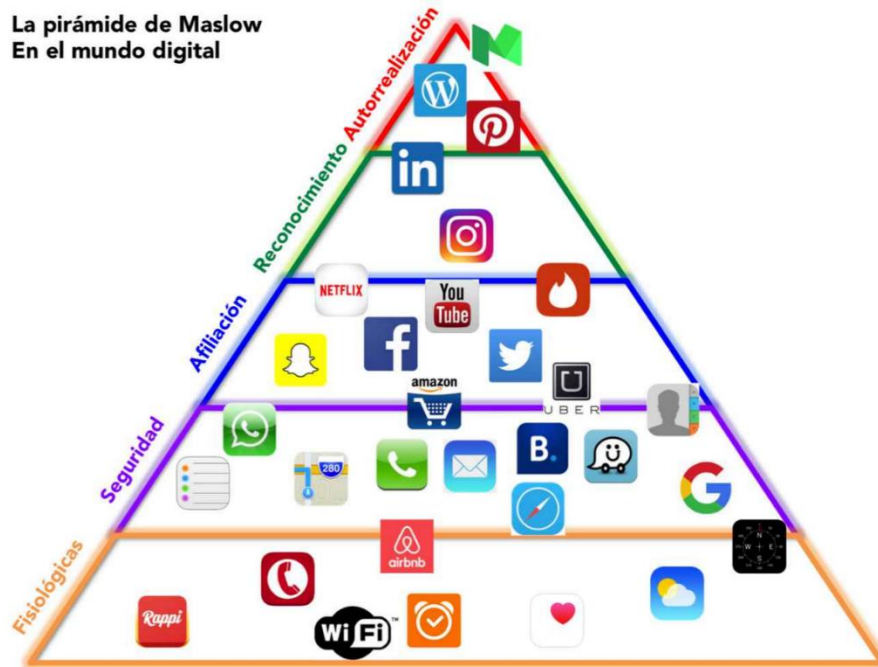 La pirámide de Maslow
En el mundo digital
Autorrealización
Reconocimiento
in
NETFLIX
You
Tube
Afiliación
amazon
UBER
280
B.
Seguridad
G
N
W E
S
airbnb
Fisiológicas
Rappi
WiFi™